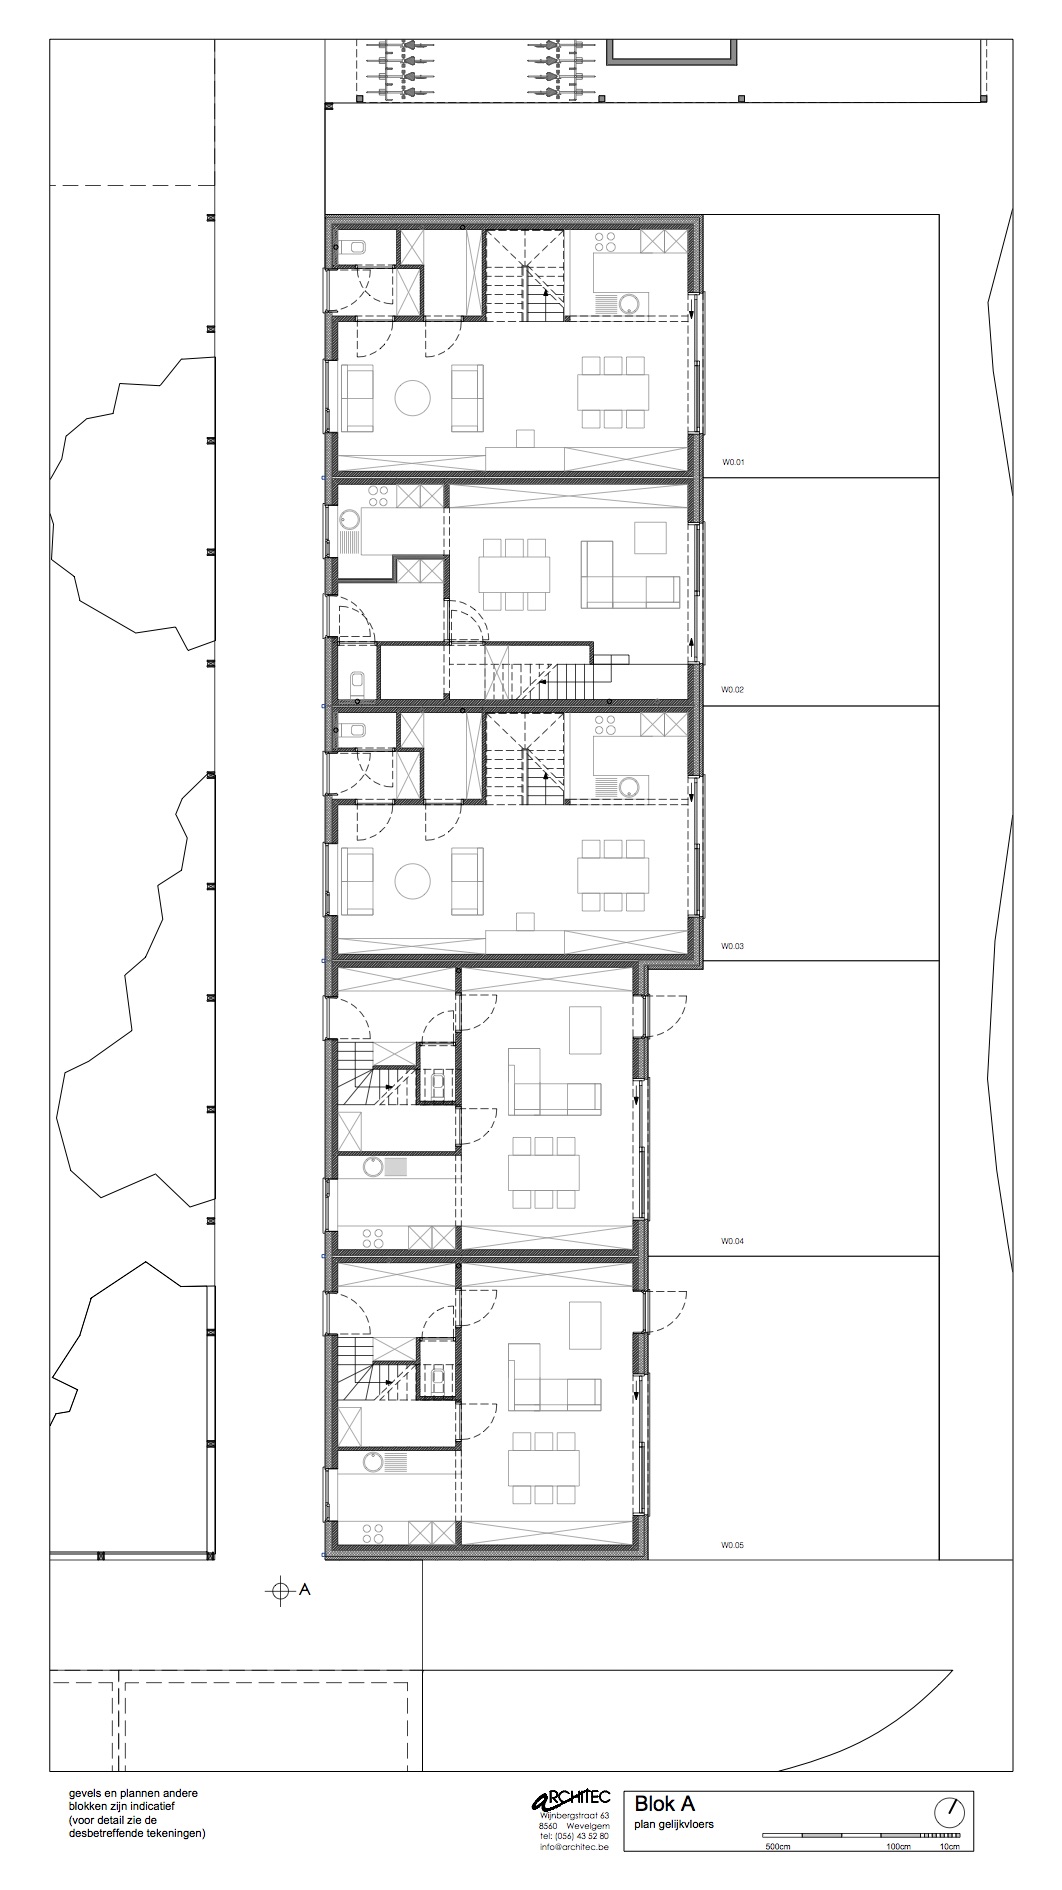 W0.01
W0.02
W0.03
W0.04
W0.05
A
gevels en plannen andere
blokken zijn indicatief
(voor detail zie de
desbetreffende tekeningen)
aRCHITEC
Wijnbergstraat 63
8560 Wevelgem
tel: (056) 43 52 80
info@architec.be
Blok A
plan gelijkvloers
500cm 100cm 10cm